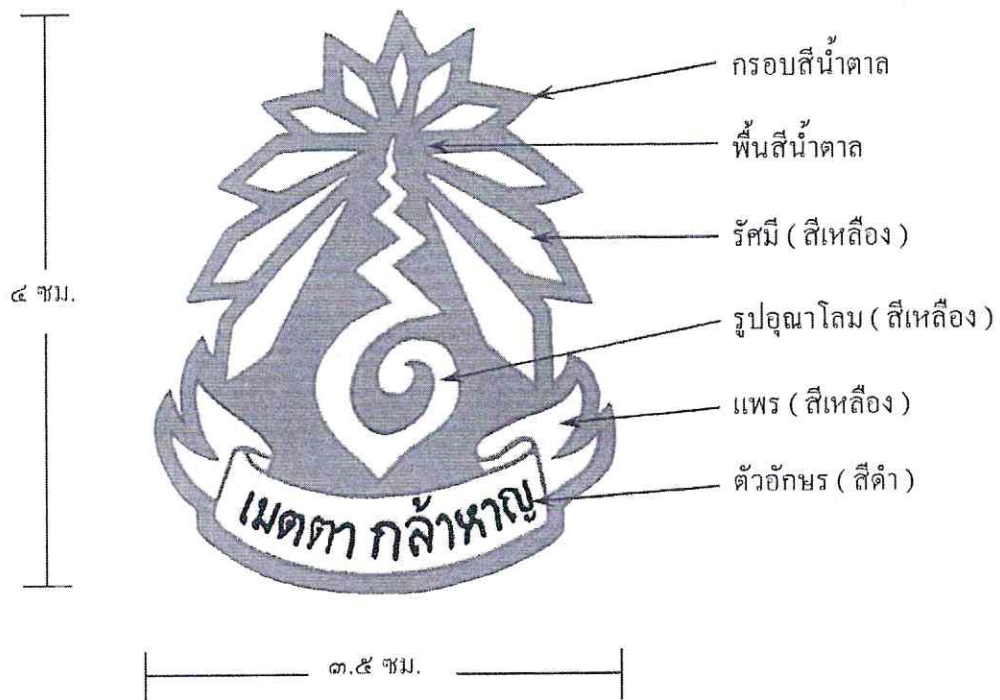 กรอบสีน้ำตาล
พื้นสีน้ำตาล
รัศมี ( สีเหลือง )
๔ ซม.
รูปอุณาโลม ( สีเหลือง )
แพร ( สีเหลือง )
ตัวอักษร ( สีดำ )
เมตตา กล้าหาญ
๓.๕ ซม.